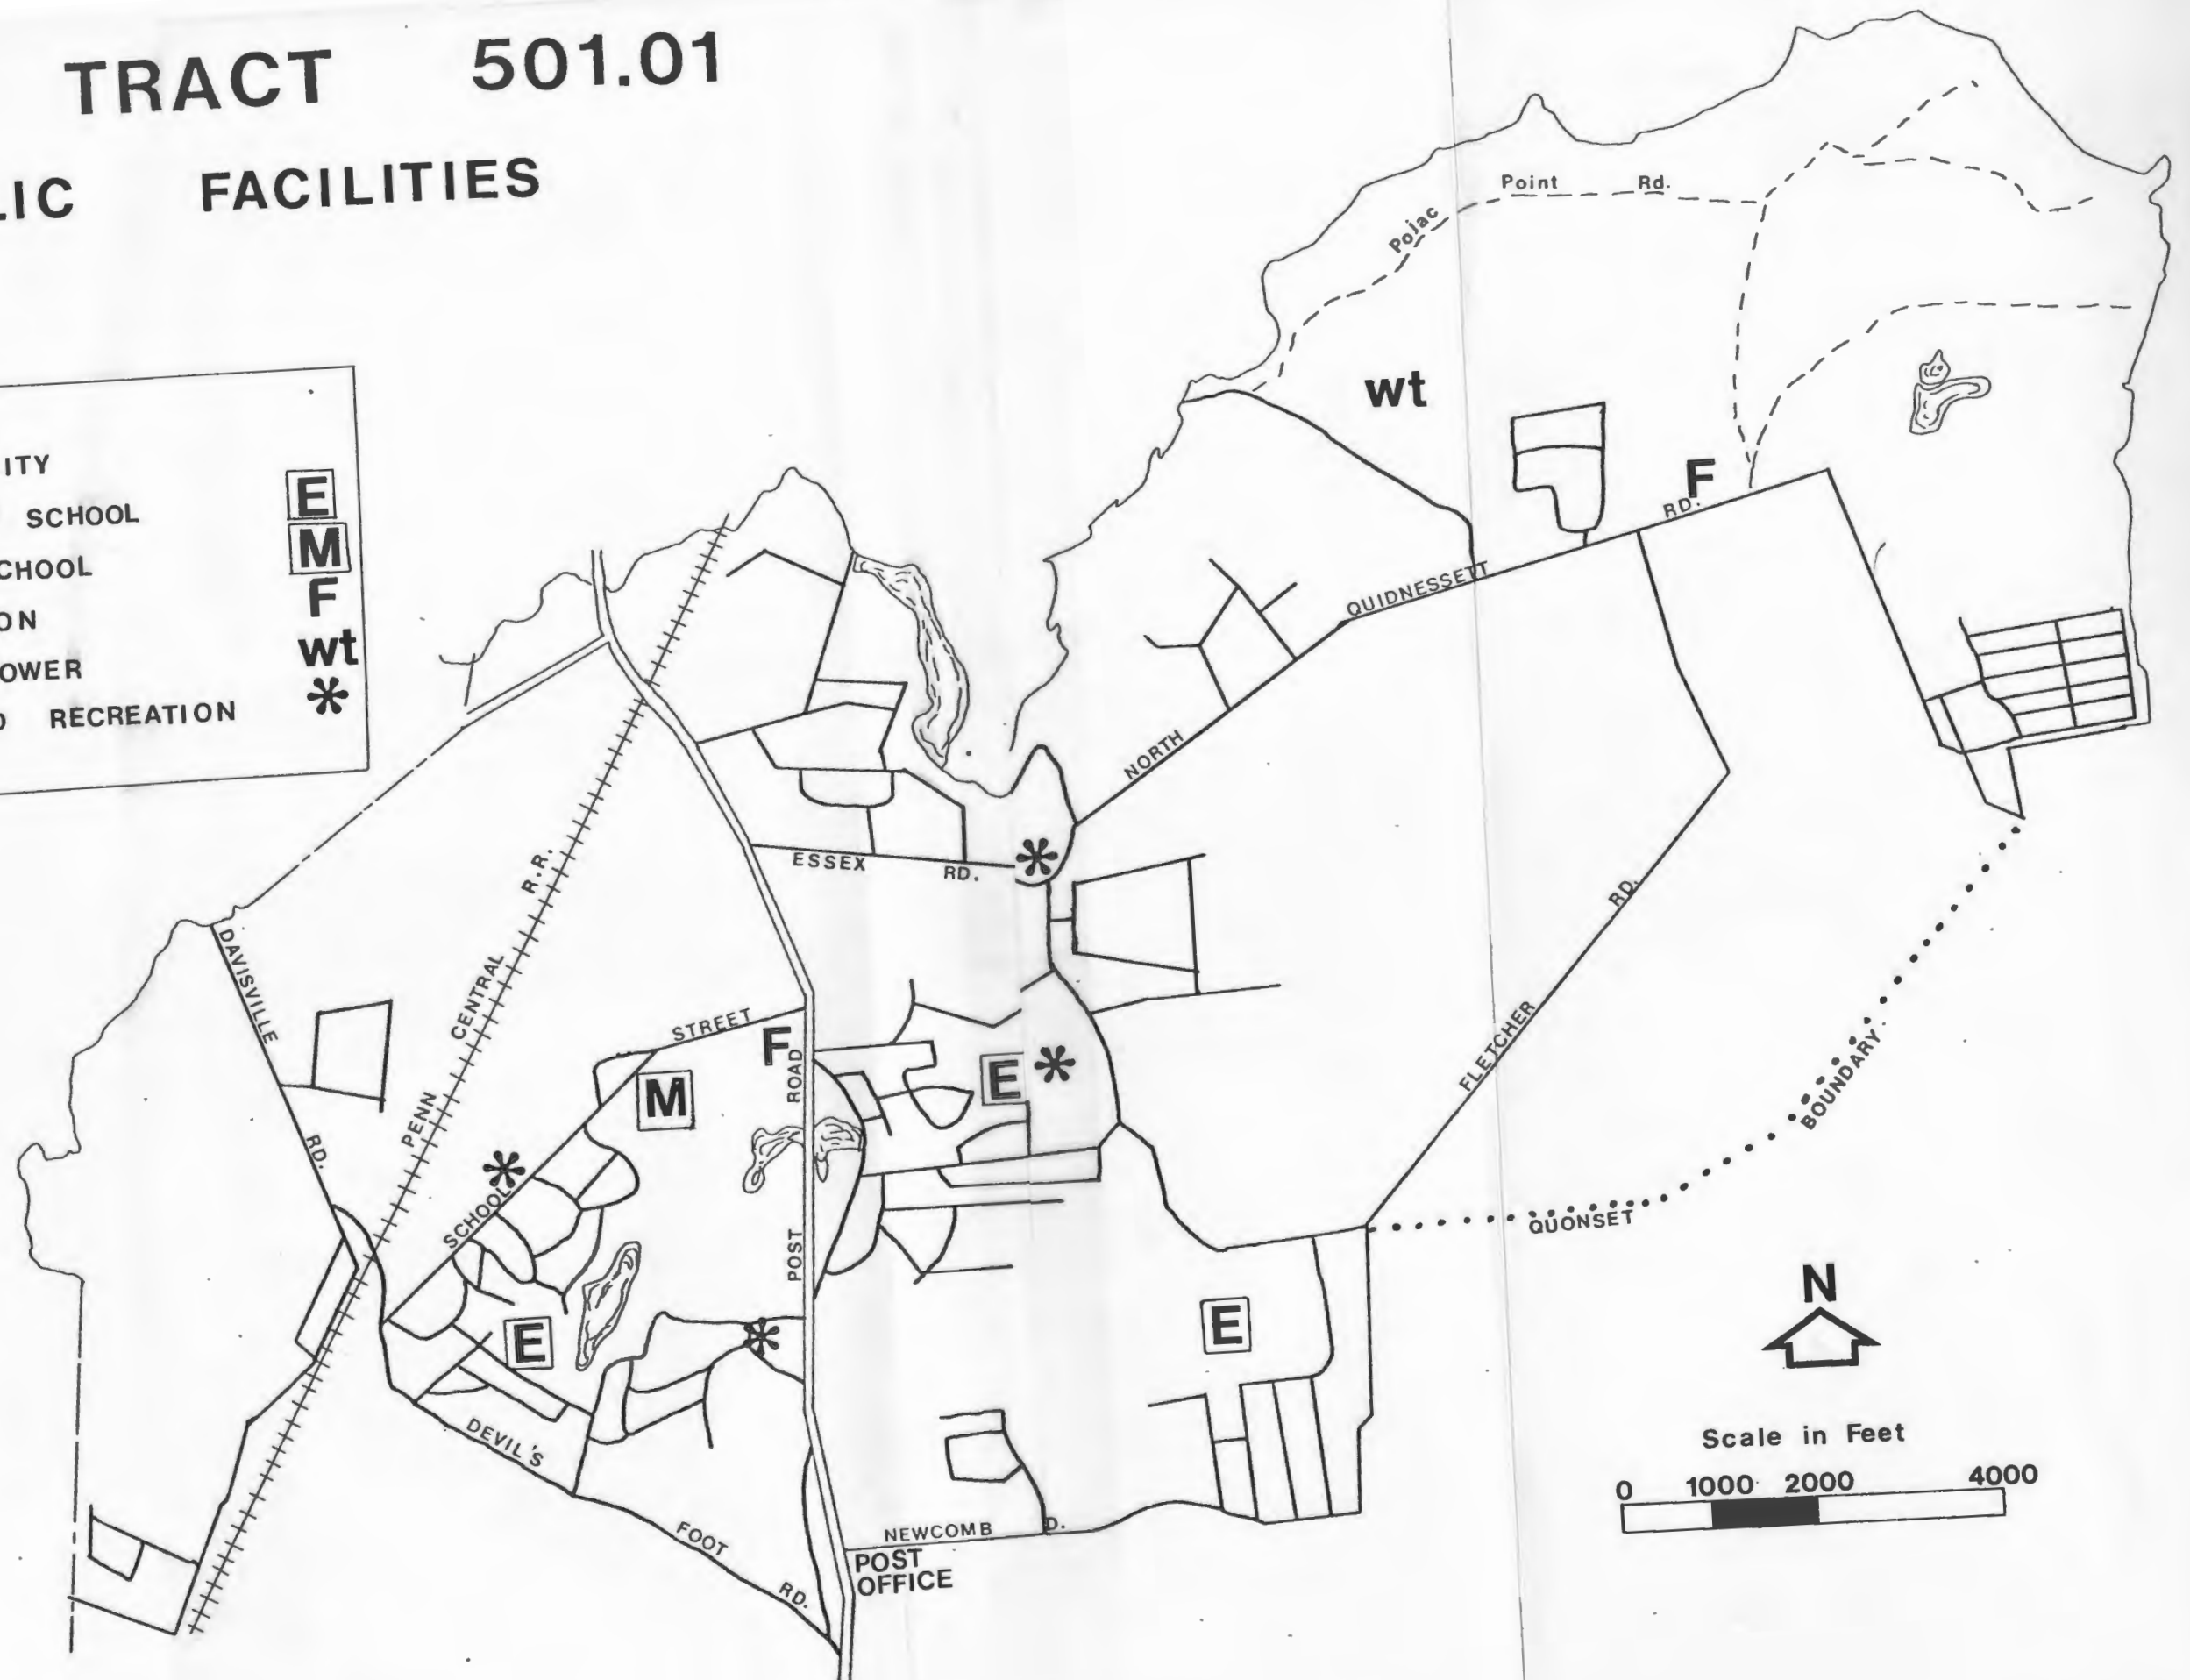 TRACT 501.01
LIC FACILITIES
ITY
SCHOOL E
CHOOL M
ON F
OWER wt
RECREATION *
Pojac Point Rd.
wt
F
NORTH QUIDNESSETT RD.
ESSEX RD.
*
DAVISVILLE RD.
PENN CENTRAL R.R.
SCHOOL STREET
F
M
E *
*
POST ROAD
FLETCHER RD.
QUONSET BOUNDARY
E
*
E
DEVIL'S FOOT RD.
NEWCOMB D.
POST
OFFICE
N
Scale in Feet
0 1000 2000 4000